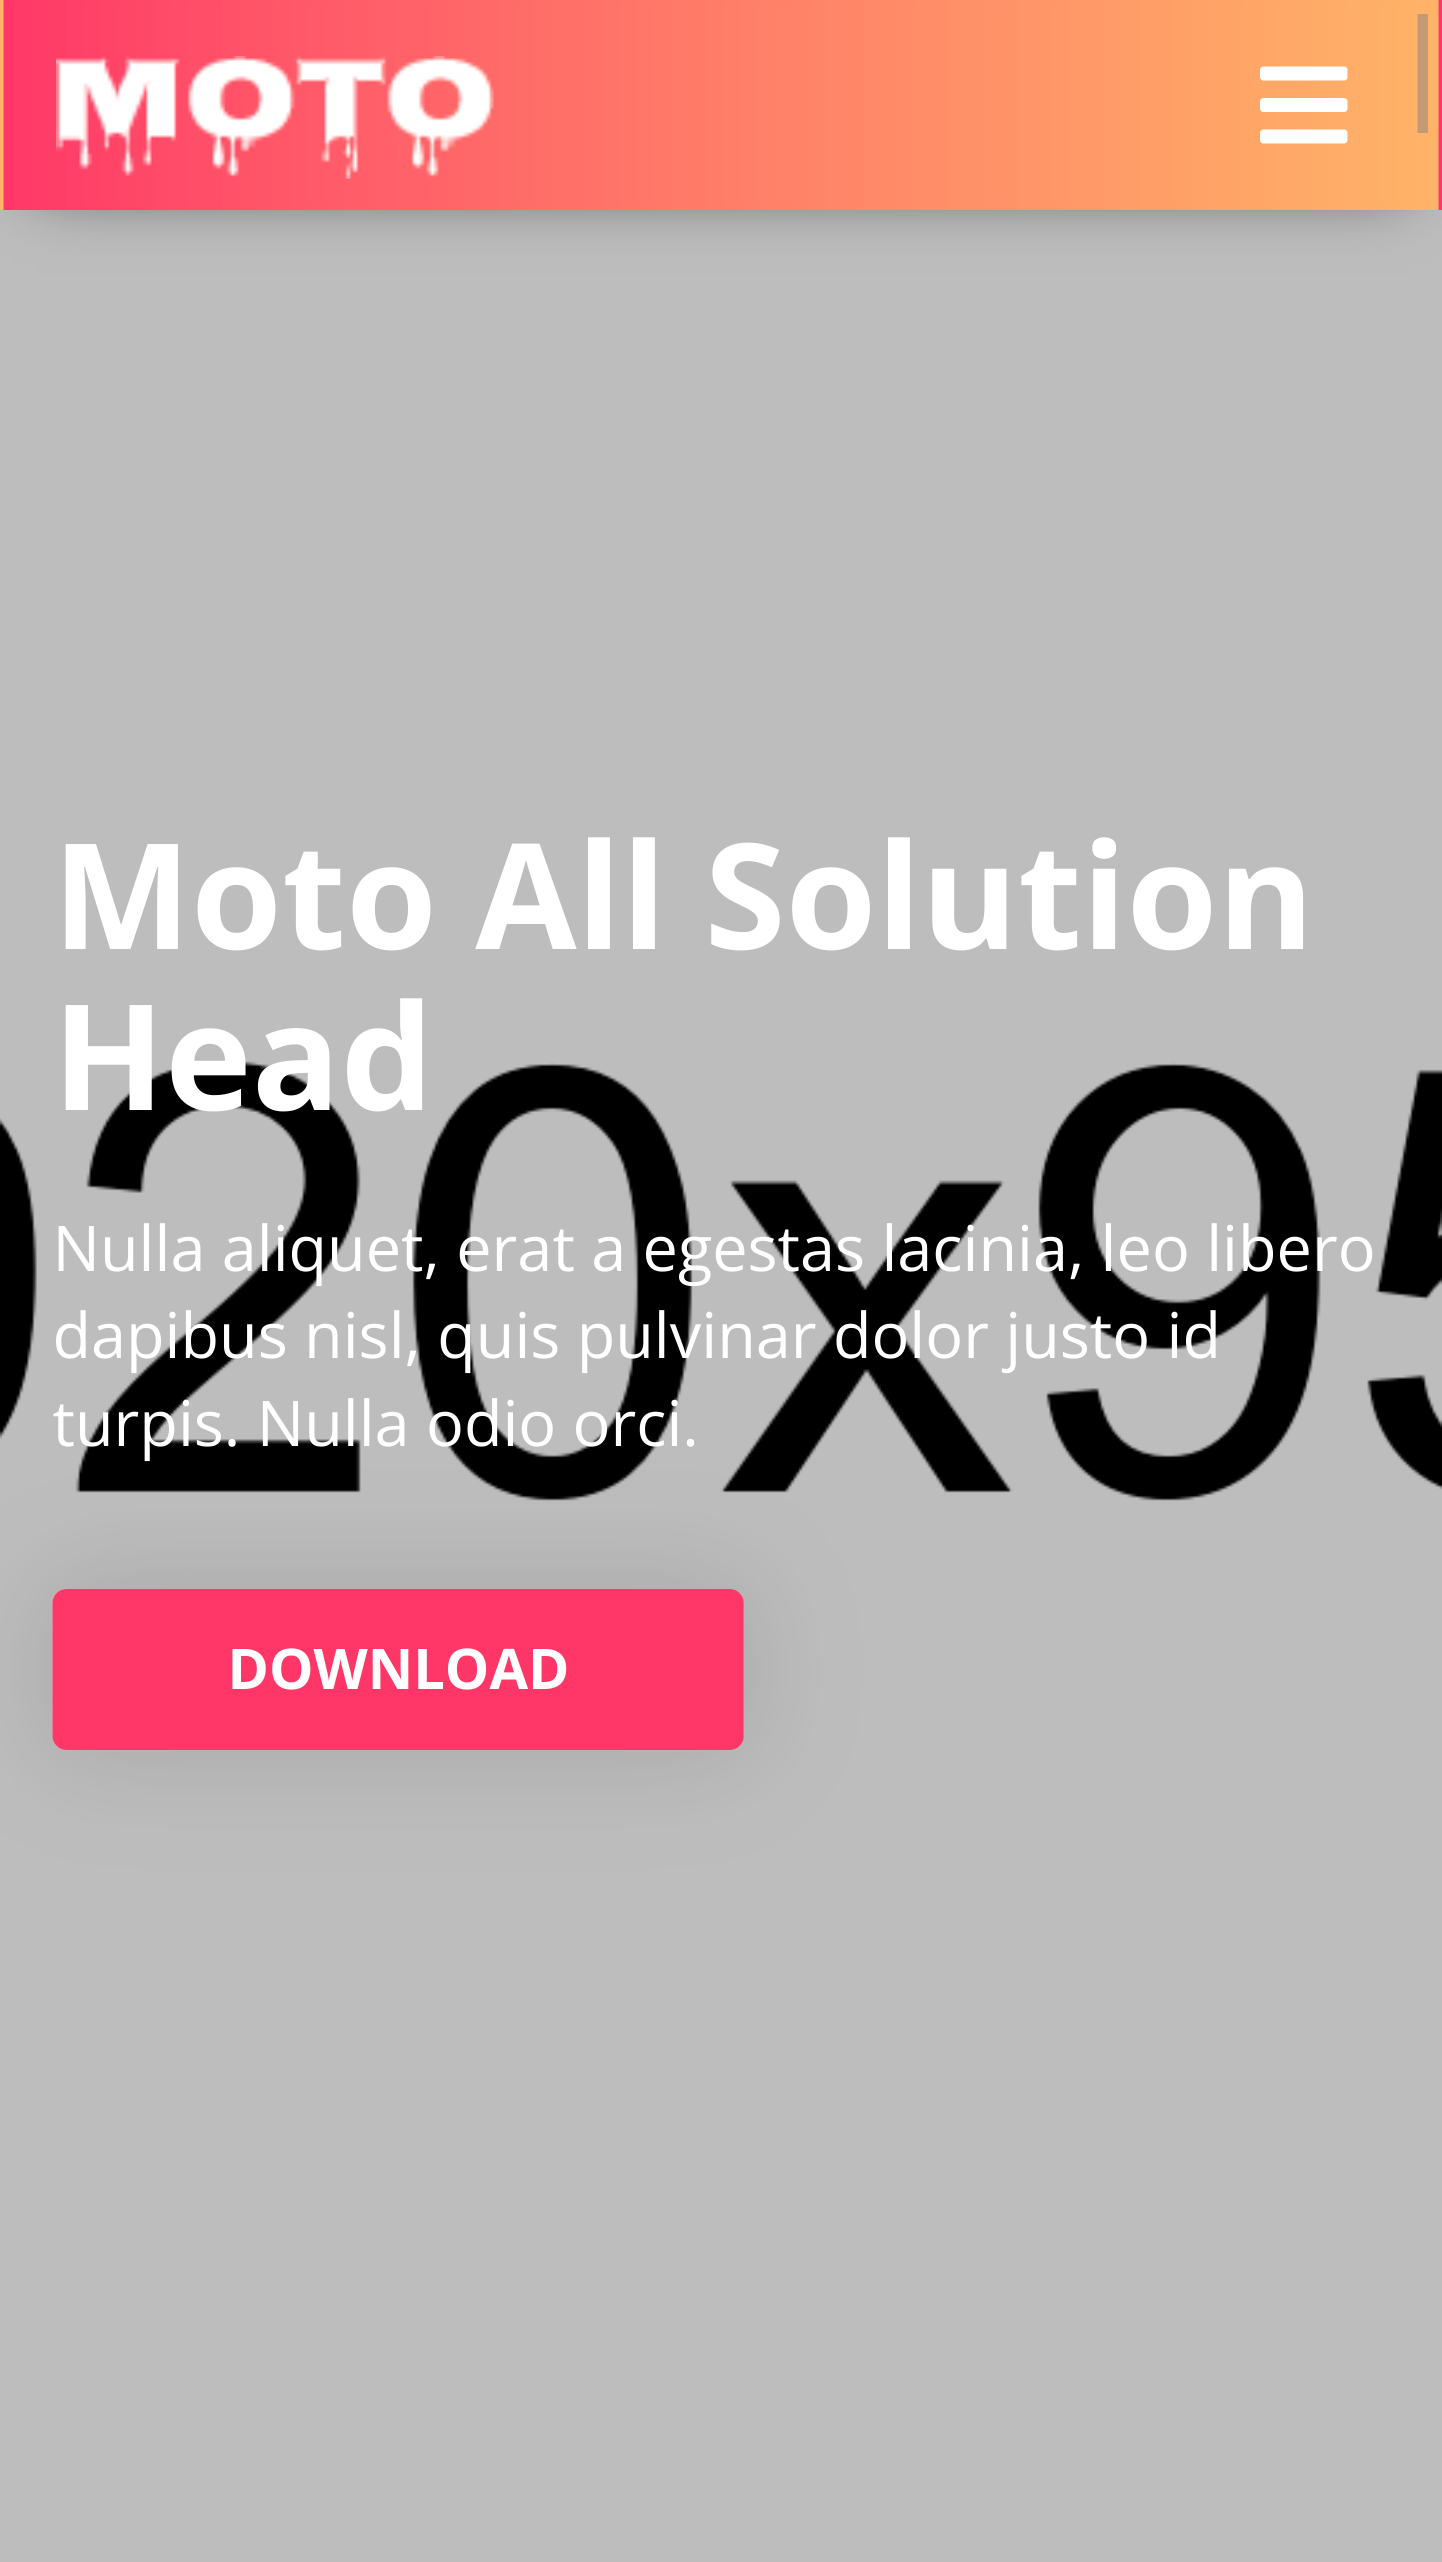 MOTO
Moto All Solution
Head
920x95
Nulla aliquet, erat a egestas lacinia, leo libero
dapibus nisl, quis pulvinar dolor justo id
turpis. Nulla odio orci.
DOWNLOAD